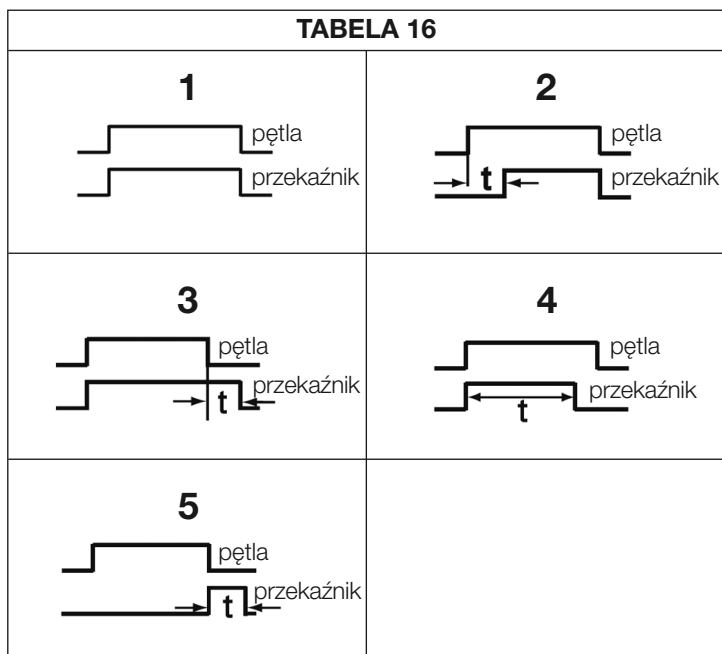 TABELA 16
1
pętla
przekaźnik
2
pętla
t
przekaźnik
3
pętla
przekaźnik
t
4
pętla
przekaźnik
t
5
pętla
przekaźnik
t